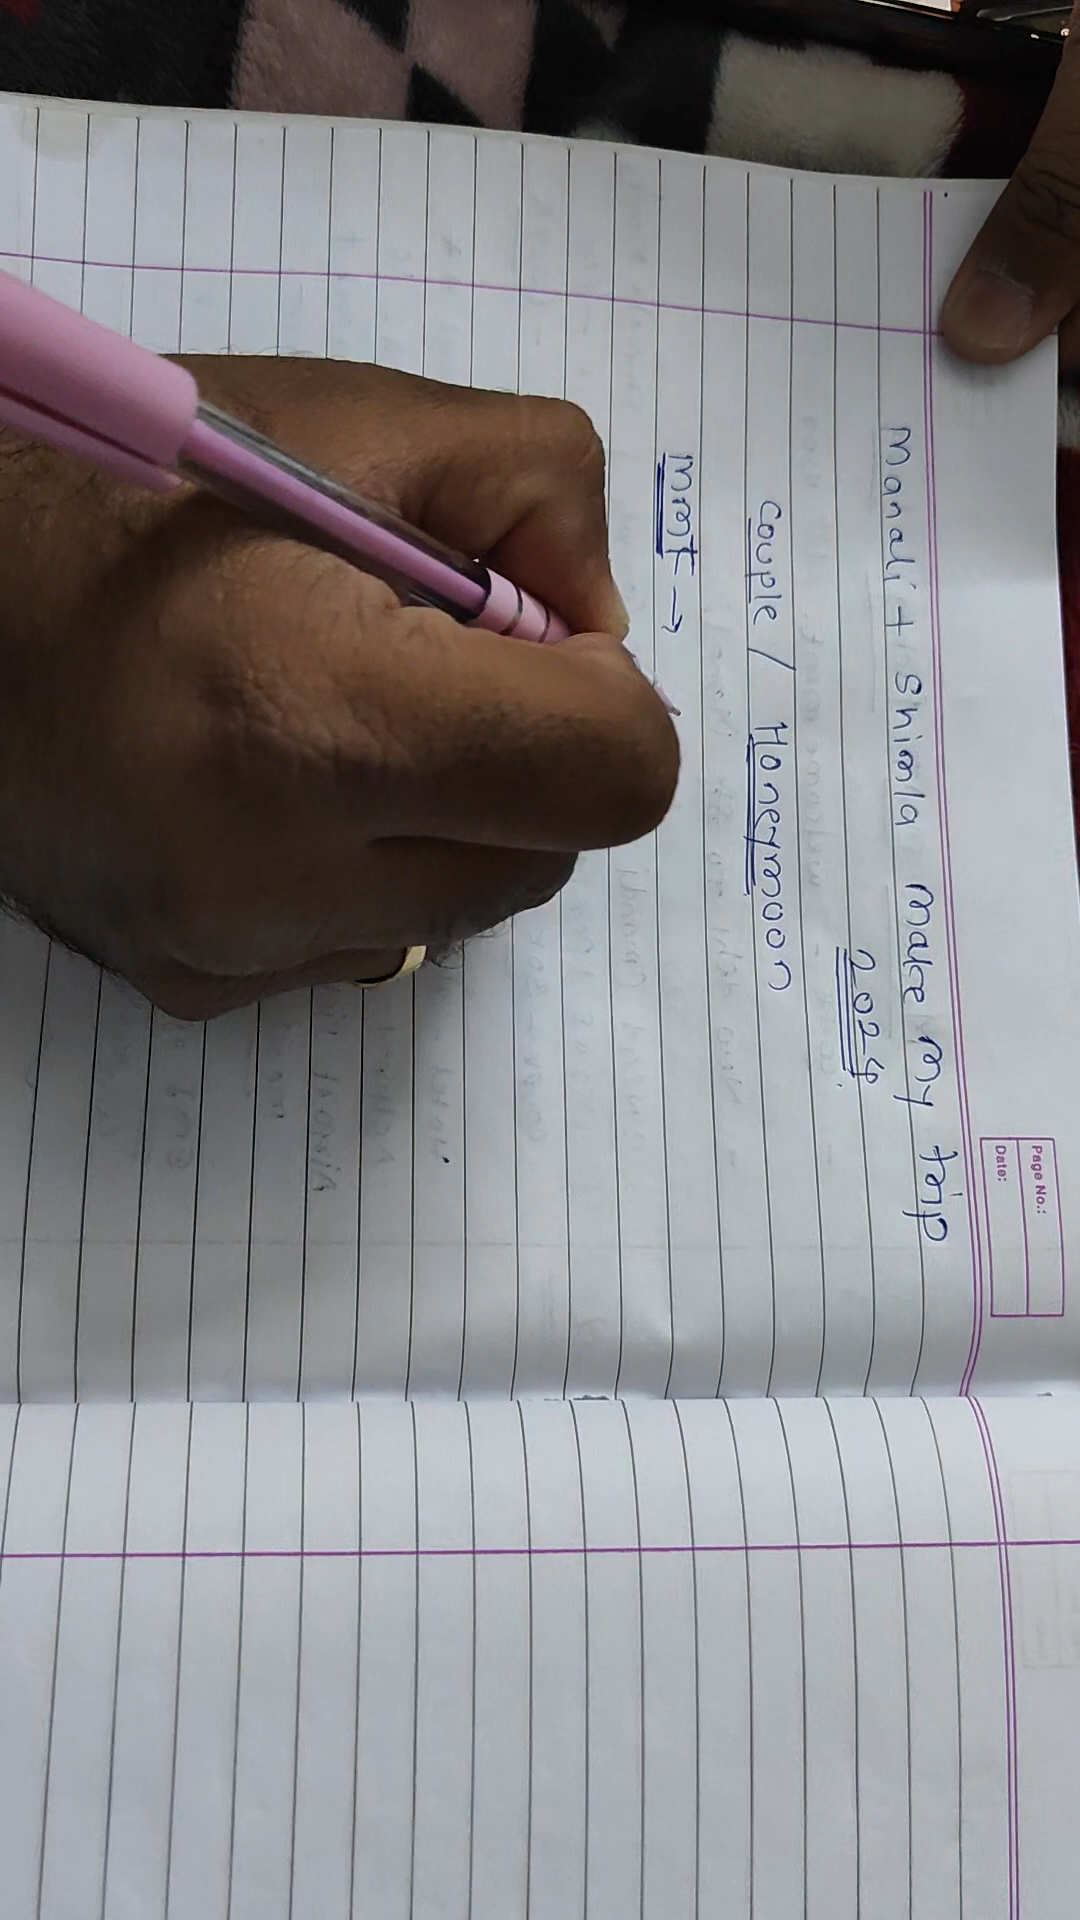 Page No.:
Date:
Manali + Shimla make my trip
2024
Couple / Honeymoon
mmt →